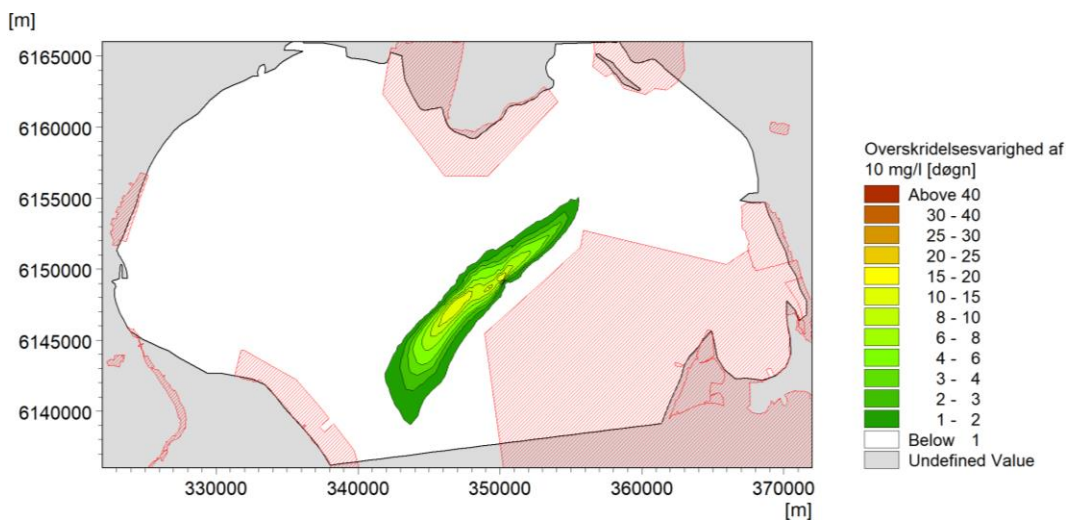 [m]
6165000
6160000
6155000
6150000
6145000
6140000
330000 340000 350000 360000 370000
[m]
Overskridelsesvarighed af
10 mg/l [døgn]
Above 40
30 - 40
25 - 30
20 - 25
15 - 20
10 - 15
8 - 10
6 - 8
4 - 6
3 - 4
2 - 3
1 - 2
Below 1
Undefined Value